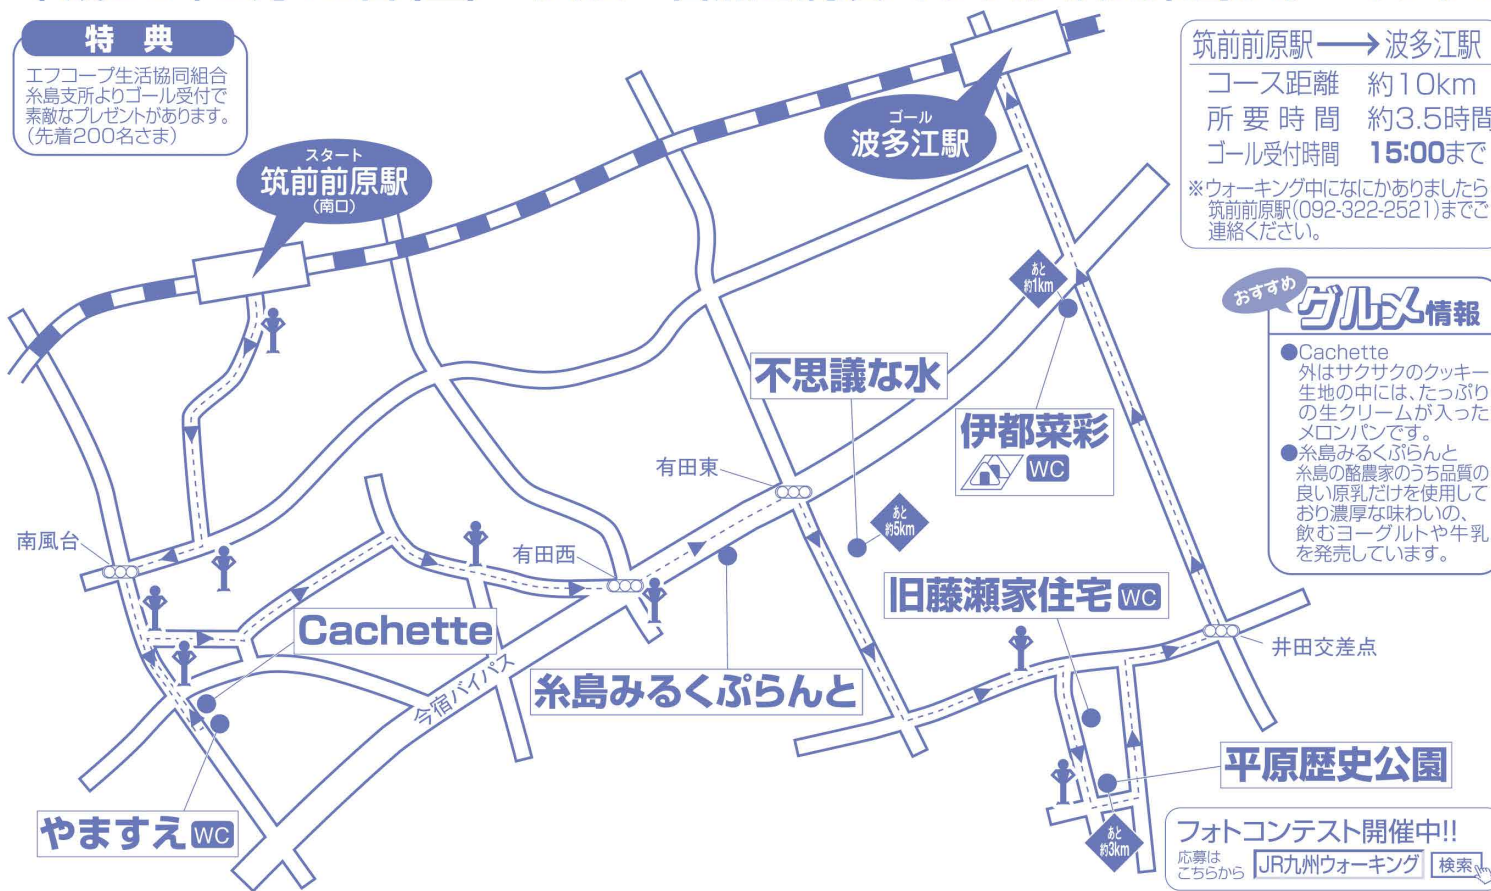 特典
エフコープ生活協同組合
糸島支所よりゴール受付で
素敵なプレゼントがあります。
(先着200名さま)
スタート
筑前前原駅
(南口)
ゴール
波多江駅
筑前前原駅→波多江駅
コース距離 約10km
所要時間 約3.5時間
ゴール受付時間 15:00まで
※ウォーキング中になにかありましたら
筑前前原駅(092-322-2521)までご
連絡ください。
おすすめ
グルメ情報
●Cachette
外はサクサクのクッキー
生地の中には、たっぷり
の生クリームが入った
メロンパンです。
●糸島みるくぷらんと
糸島の酪農家のうち品質の
良い原乳だけを使用して
おり濃厚な味わいの、
飲むヨーグルトや牛乳
を発売しています。
あと
約1km
不思議な水
伊都菜彩
WC
有田東
あと
約5km
南風台
有田西
旧藤瀬家住宅 WC
Cachette
井田交差点
今宿バイパス
糸島みるくぷらんと
平原歴史公園
やますえ WC
あと
約3km
フォトコンテスト開催中!!
応募は
こちらから
JR九州ウォーキング 検索